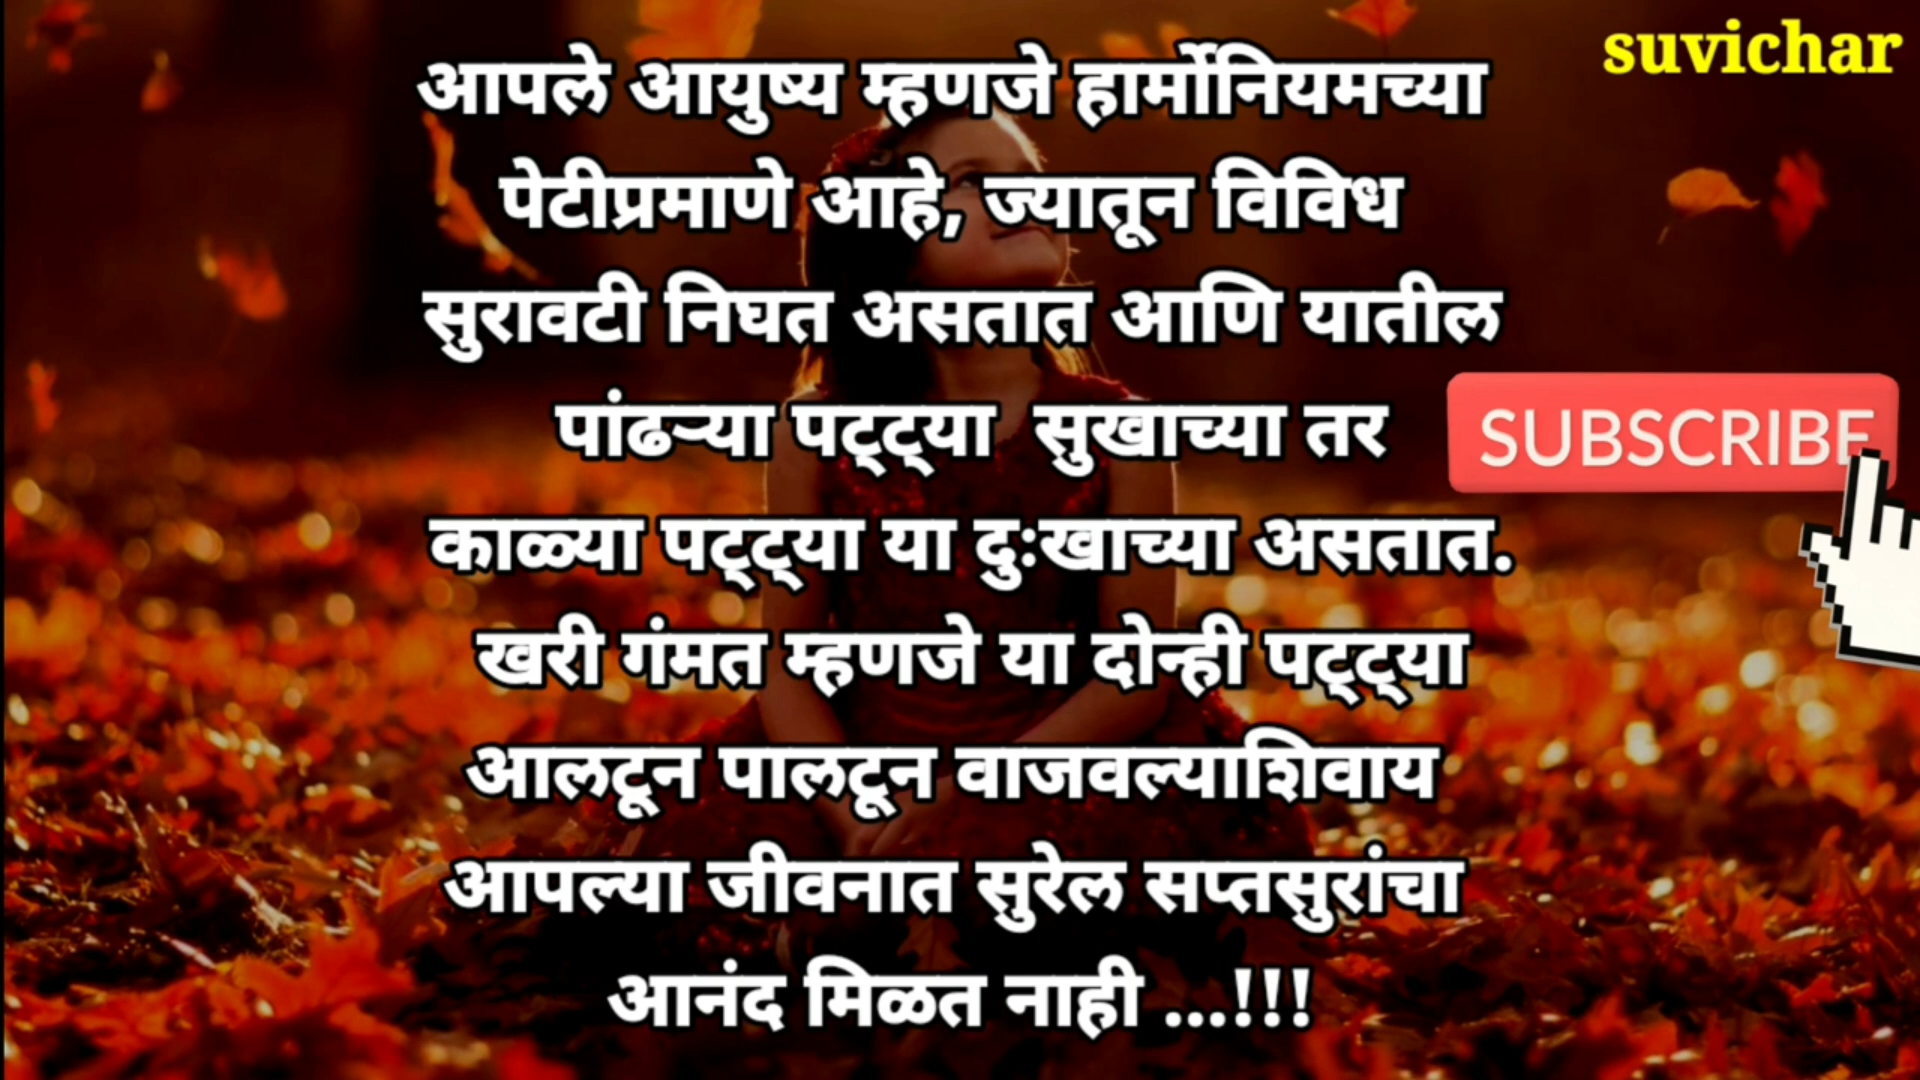 suvichar
आपले आयुष्य म्हणजे हार्मोनियमच्या
पेटीप्रमाणे आहे, ज्यातून विविध
सुरावटी निघत असतात आणि यातील
पांढऱ्या पट्ट्या सुखाच्या तर
SUBSCRIBE
काळ्या पट्ट्या या दुःखाच्या असतात.
खरी गंमत म्हणजे या दोन्ही पट्ट्या
आलटून पालटून वाजवल्याशिवाय
आपल्या जीवनात सुरेल सप्तसुरांचा
आनंद मिळत नाही ...!!!